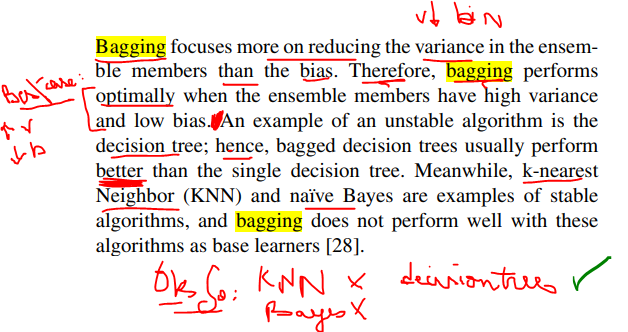 v↓ b↑N
Bagging focuses more on reducing the variance in the ensem-
ble members than the bias. Therefore, bagging performs
Best case:
optimally when the ensemble members have high variance
and low bias. An example of an unstable algorithm is the
↑ v
↓ b
decision tree; hence, bagged decision trees usually perform
better than the single decision tree. Meanwhile, k-nearest
Neighbor (KNN) and naïve Bayes are examples of stable
algorithms, and bagging does not perform well with these
algorithms as base learners [28].
KNN × decision trees ✓
Bayes ×